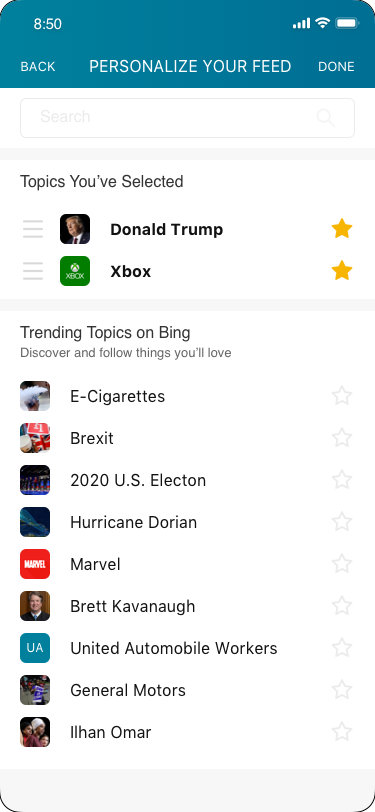 8:50
BACK PERSONALIZE YOUR FEED DONE
Search
Topics You’ve Selected
Donald Trump
XBOX
Xbox
Trending Topics on Bing
Discover and follow things you’ll love
E-Cigarettes
Brexit
2020 U.S. Electon
Hurricane Dorian
MARVEL
Marvel
Brett Kavanaugh
UA
United Automobile Workers
General Motors
Ilhan Omar